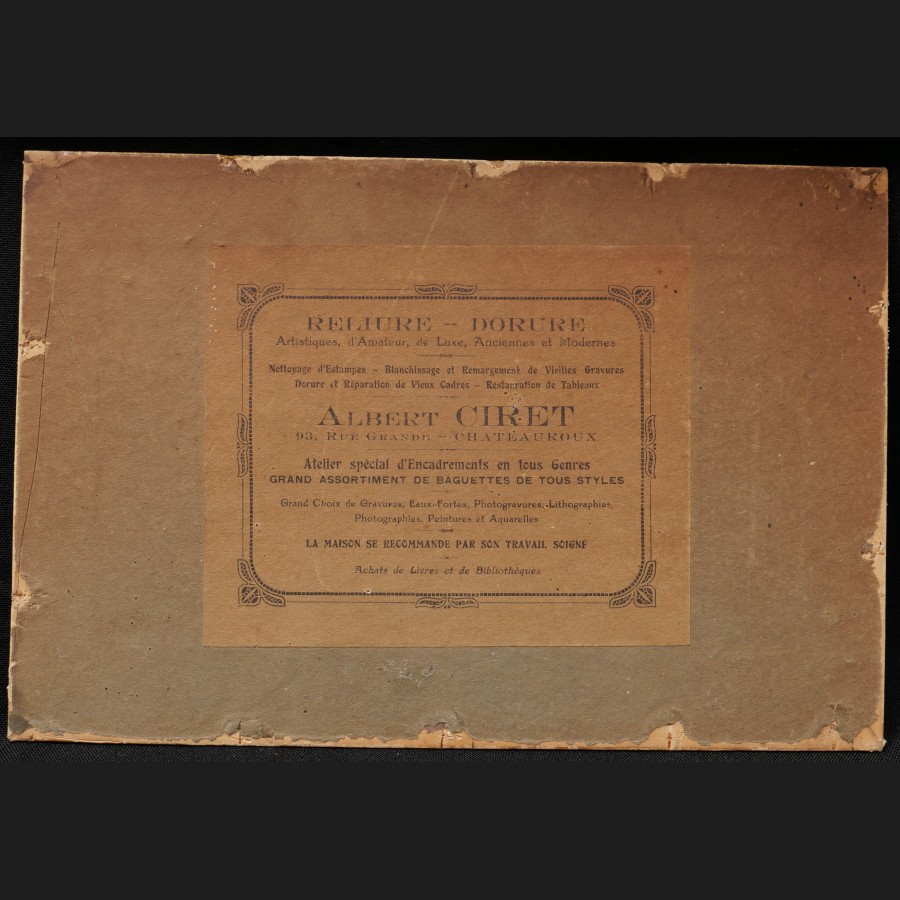 RELIURE -- DORURE
Artistiques, d'Amateur, de Luxe, Anciennes et Modernes
Nettoyage d'Estampes – Blanchissage et Remargement de Vieilles Gravures
Dorure et Réparation de Vieux Cadres – Restauration de Tableaux
ALBERT CIRET
93, RUE GRANDE – CHATEAUROUX
Atelier spécial d'Encadrements en tous Genres
GRAND ASSORTIMENT DE BAGUETTES DE TOUS STYLES
Grand Choix de Gravures, Eaux-Fortes, Photogravures, Lithographies,
Photographies, Peintures et Aquarelles
LA MAISON SE RECOMMANDE PAR SON TRAVAIL SOIGNÉ
Achats de Livres et de Bibliothèques